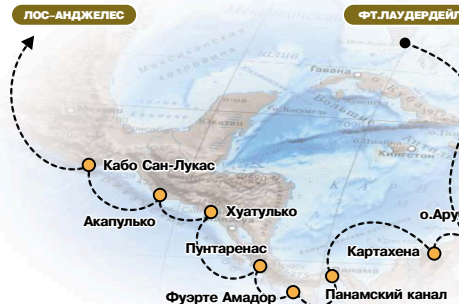 ЛОС-АНДЖЕЛЕС
ФТ.ЛАУДЕРДЕЙЛ
Гавана
Кингстон
Кабо Сан-Лукас
Акапулько
Хуатулько
о.Ару
Пунтаренас
Картахена
Фуэрте Амадор
Панамский канал